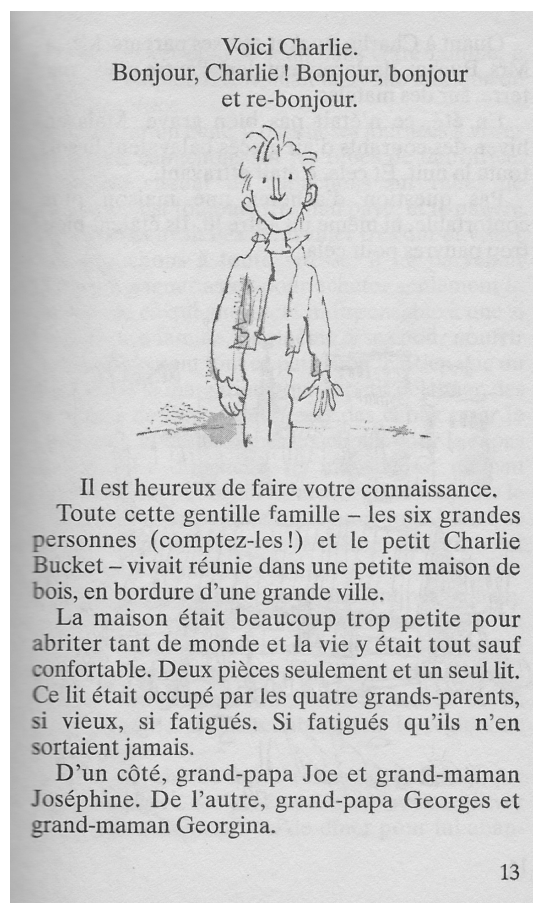 Voici Charlie.
Bonjour, Charlie ! Bonjour, bonjour
et re-bonjour.
Il est heureux de faire votre connaissance.
Toute cette gentille famille – les six grandes
personnes (comptez-les !) et le petit Charlie
Bucket – vivait réunie dans une petite maison de
bois, en bordure d'une grande ville.
La maison était beaucoup trop petite pour
abriter tant de monde et la vie y était tout sauf
confortable. Deux pièces seulement et un seul lit.
Ce lit était occupé par les quatre grands-parents,
si vieux, si fatigués. Si fatigués qu'ils n'en
sortaient jamais.
D'un côté, grand-papa Joe et grand-maman
Joséphine. De l'autre, grand-papa Georges et
grand-maman Georgina.
13